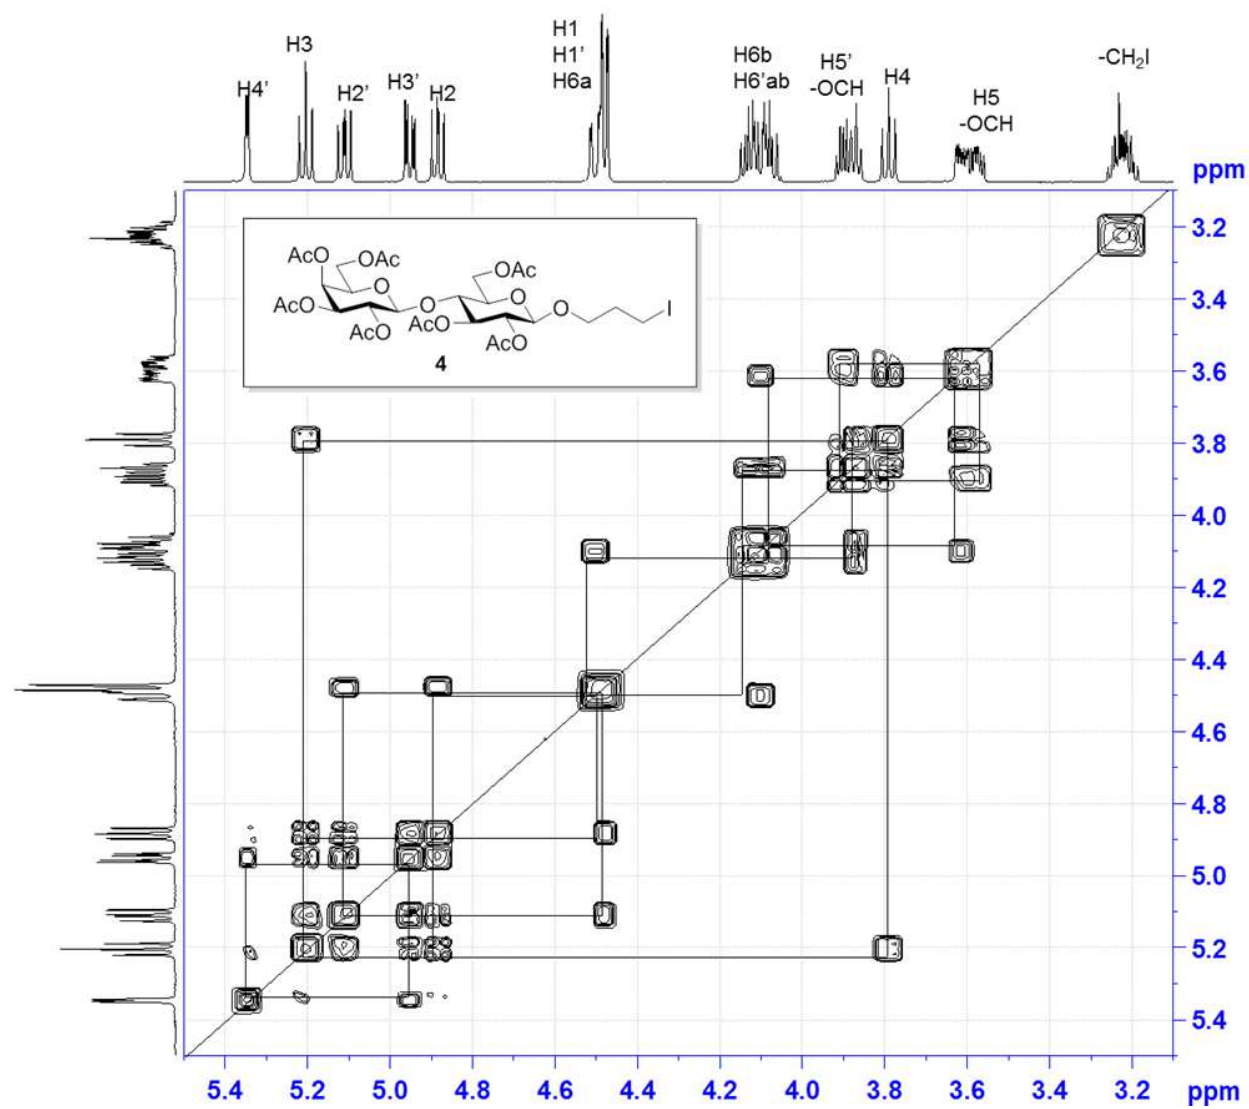 H1
H1'
H6a
H6b
H6'ab
H3
H4'
H2'
H3'
H2
H5'
-OCH
H4
-CH₂I
H5
-OCH
ppm
AcO OAc
OAc
O
O
AcO
AcO
O
AcO
OAc
O
I
4
3.2
3.4
3.6
3.8
4.0
4.2
4.4
4.6
4.8
5.0
5.2
5.4
5.4 5.2 5.0 4.8 4.6 4.4 4.2 4.0 3.8 3.6 3.4 3.2 ppm